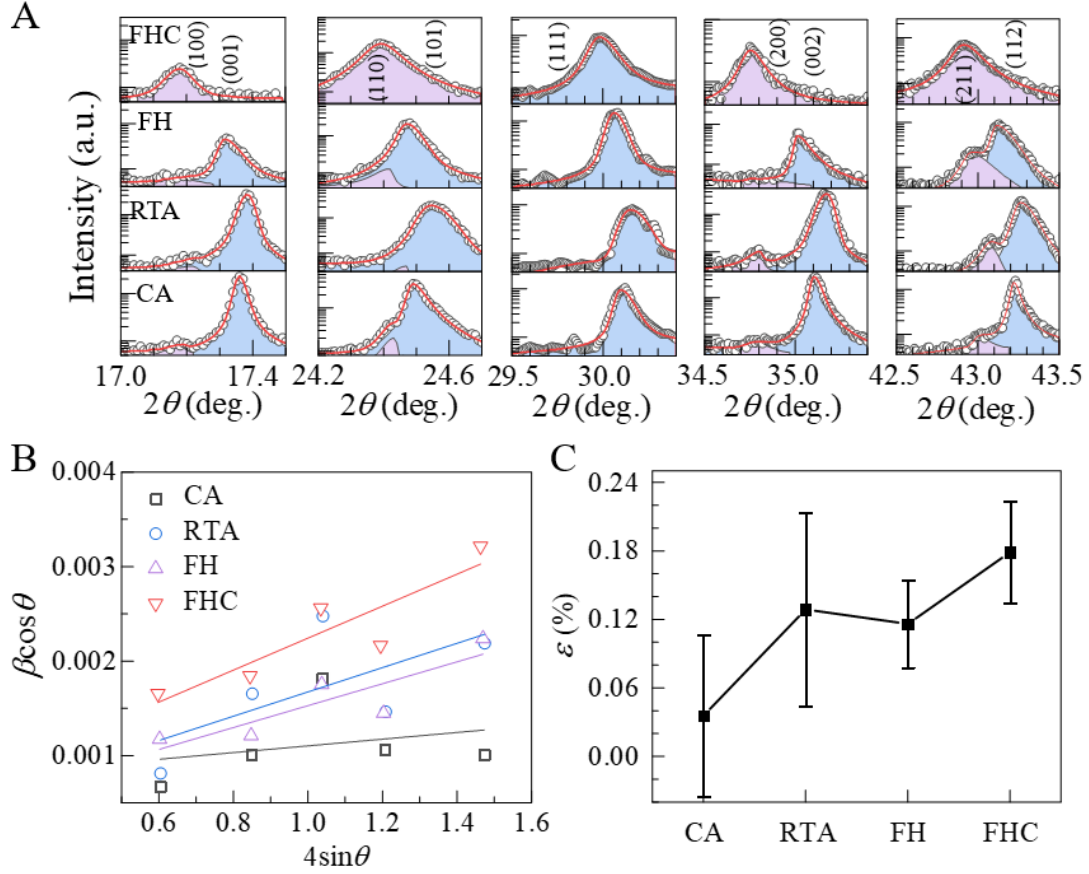 A
Intensity (a.u.)
FHC
(100)
(001)
(110)
(101)
(111)
(200)
(002)
(211)
(112)
FH
RTA
CA
17.0 17.4
24.2 24.6
29.5 30.0
34.5 35.0
42.5 43.0 43.5
2θ (deg.)
2θ (deg.)
2θ (deg.)
2θ (deg.)
2θ (deg.)
B
βcosθ
0.004
0.003
0.002
0.001
CA
RTA
FH
FHC
0.6 0.8 1.0 1.2 1.4 1.6
4sinθ
C
ε (%)
0.24
0.18
0.12
0.06
0.00
CA RTA FH FHC